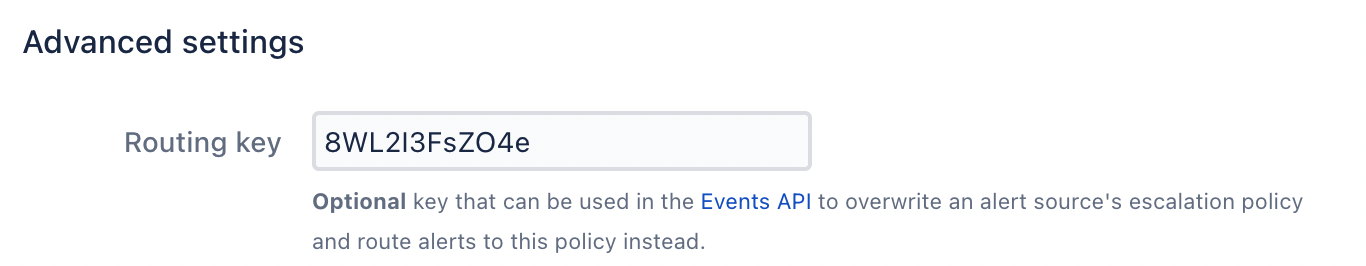 Advanced settings
Routing key
8WL2I3FsZO4e
Optional key that can be used in the Events API to overwrite an alert source's escalation policy
and route alerts to this policy instead.